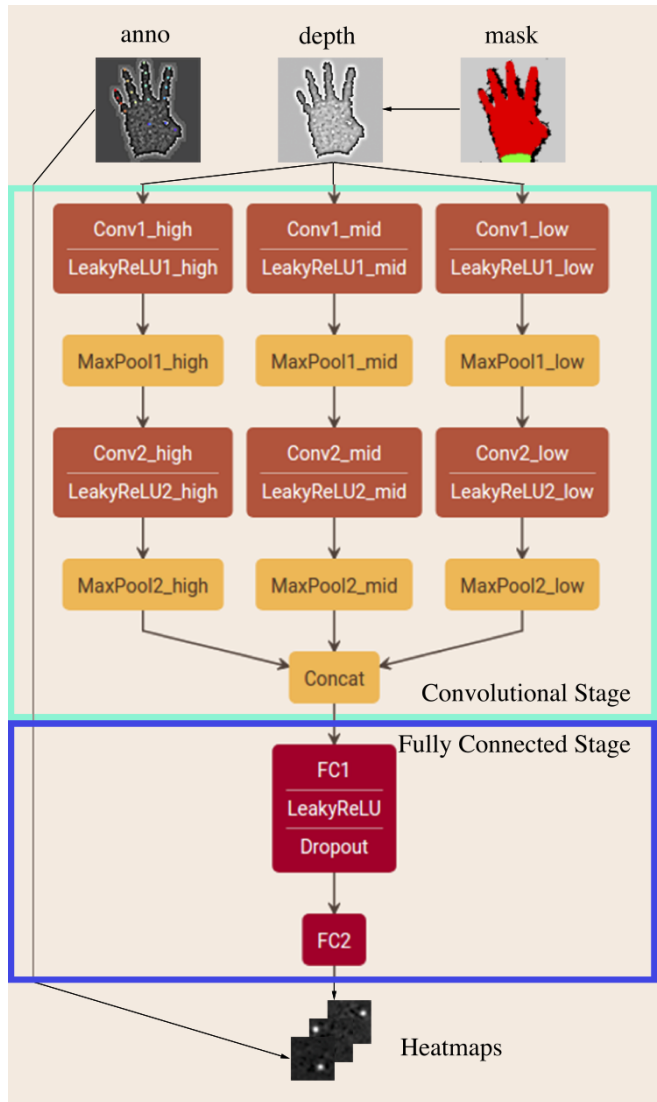 anno
depth
mask
Conv1_high
Conv1_mid
Conv1_low
LeakyReLU1_high
LeakyReLU1_mid
LeakyReLU1_low
MaxPool1_high
MaxPool1_mid
MaxPool1_low
Conv2_high
Conv2_mid
Conv2_low
LeakyReLU2_high
LeakyReLU2_mid
LeakyReLU2_low
MaxPool2_high
MaxPool2_mid
MaxPool2_low
Concat
Convolutional Stage
Fully Connected Stage
FC1
LeakyReLU
Dropout
FC2
Heatmaps